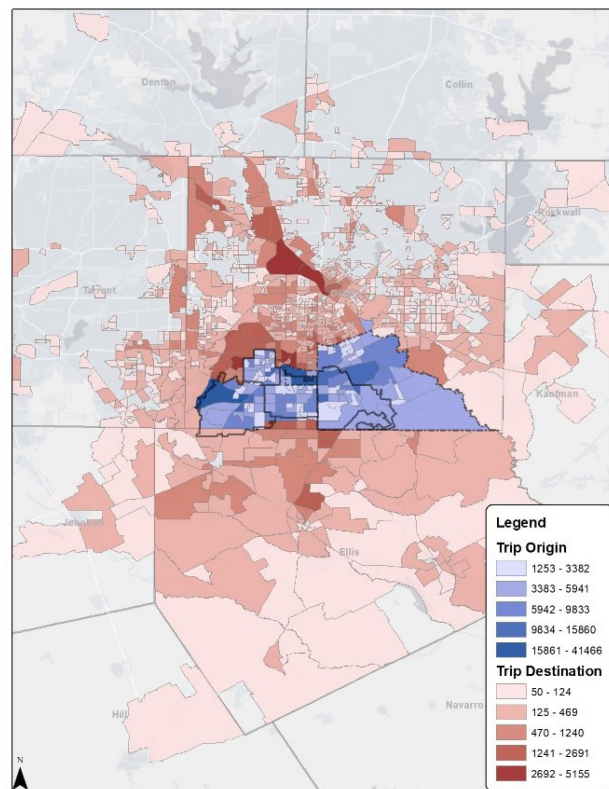 Denton
Collin
Rockwall
Tarrant
Kaufman
Johnson
Ellis
Hill
Navarro
Legend
Trip Origin
1253 - 3382
3383 - 5941
5942 - 9833
9834 - 15860
15861 - 41466
Trip Destination
50 - 124
125 - 469
470 - 1240
1241 - 2691
2692 - 5155
N